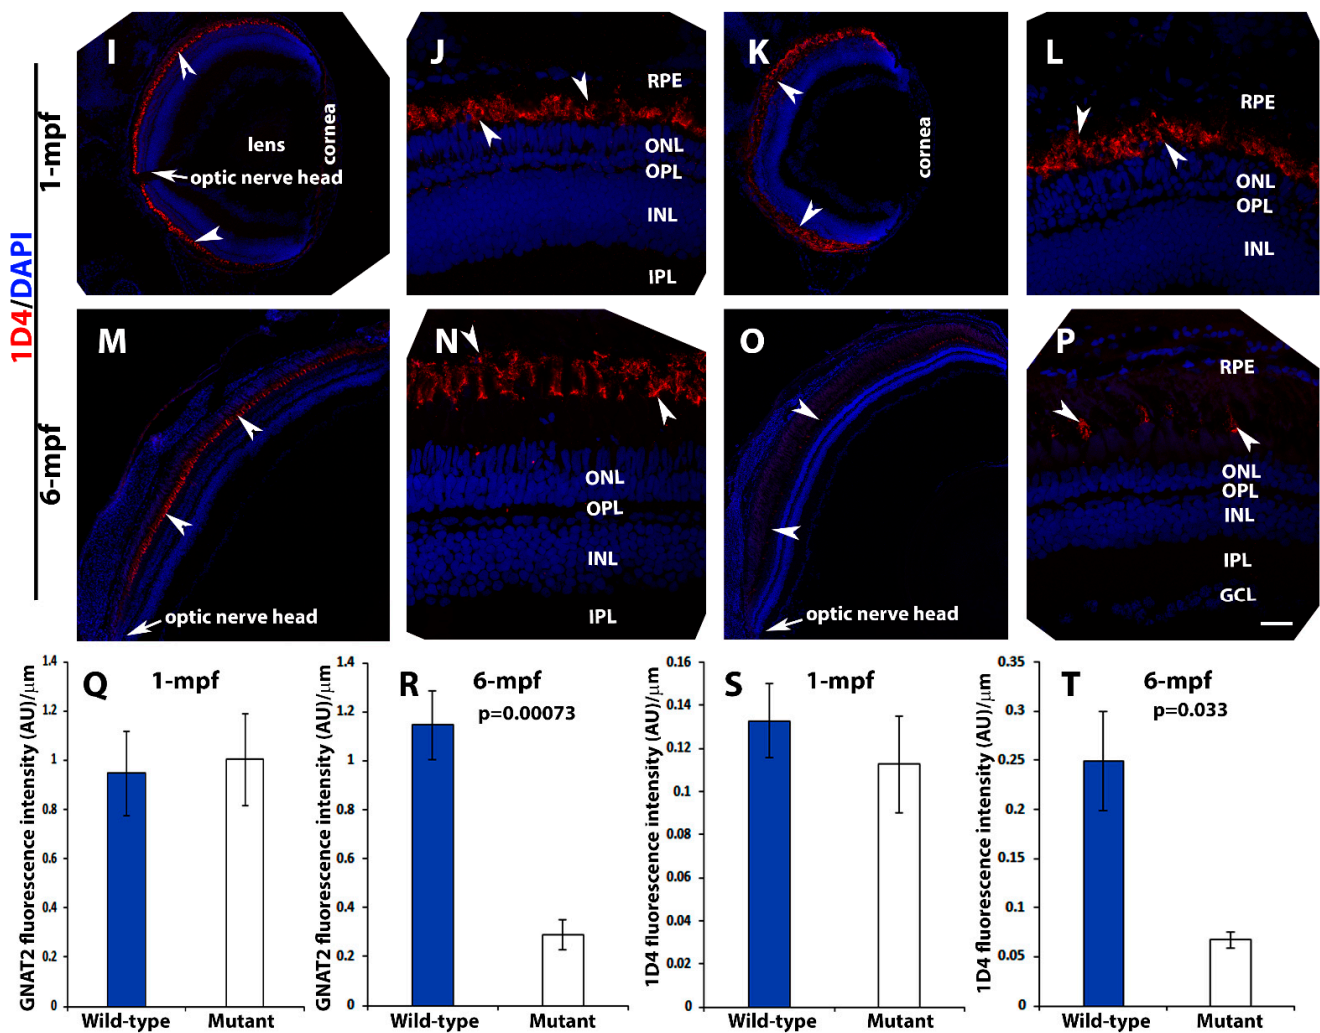 1D4/DAPI
1-mpf
6-mpf
I
lens
cornea
optic nerve head
J
RPE
ONL
OPL
INL
IPL
K
cornea
L
RPE
ONL
OPL
INL
M
optic nerve head
N
ONL
OPL
INL
IPL
O
optic nerve head
P
RPE
ONL
OPL
INL
IPL
GCL
Q 1-mpf
GNAT2 fluorescence intensity (AU)/μm
1.4
1.2
1
0.8
0.6
0.4
0.2
0
Wild-type Mutant
R 6-mpf
p=0.00073
GNAT2 fluorescence intensity (AU)/μm
1.4
1.2
1
0.8
0.6
0.4
0.2
0
Wild-type Mutant
S 1-mpf
1D4 fluorescence intensity (AU)/μm
0.16
0.14
0.12
0.1
0.08
0.06
0.04
0.02
0
Wild-type Mutant
T 6-mpf
p=0.033
1D4 fluorescence intensity (AU)/μm
0.35
0.3
0.25
0.2
0.15
0.1
0.05
0
Wild-type Mutant